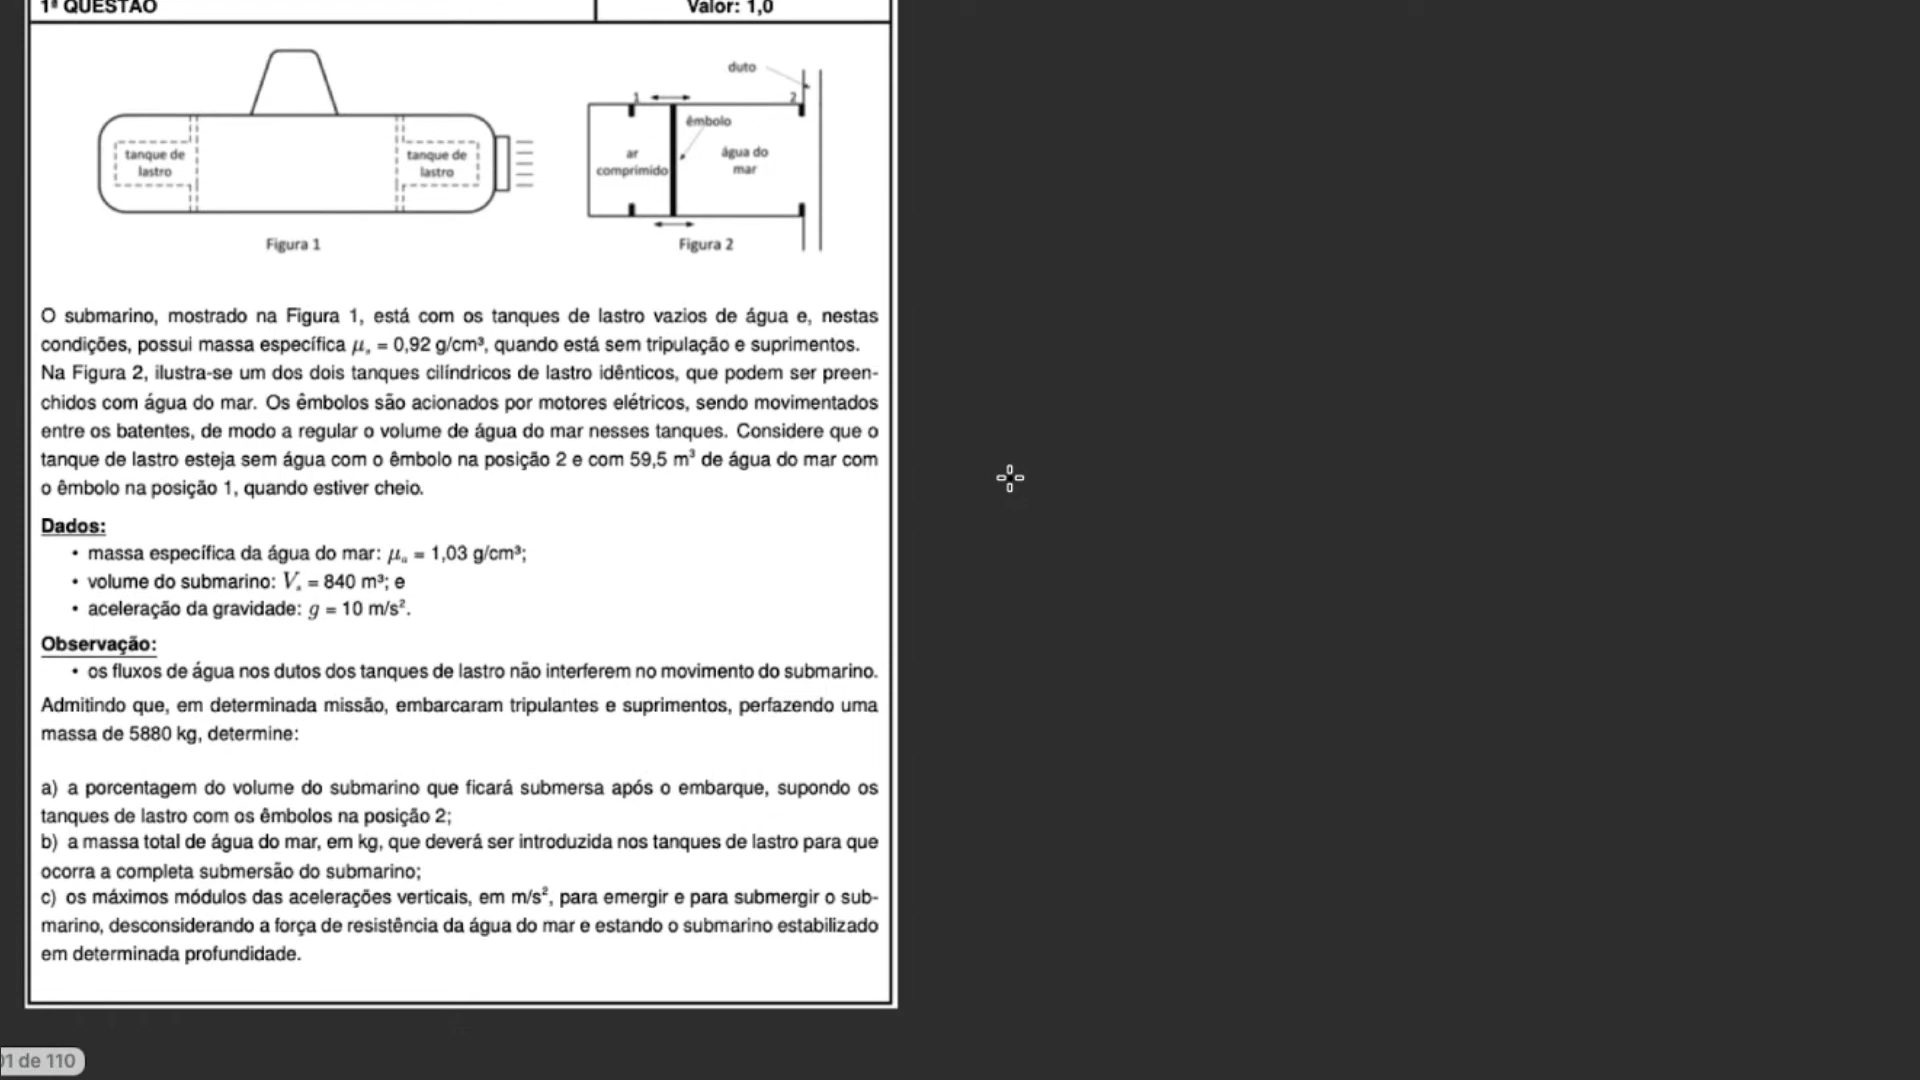 1ª QUESTÃO Valor: 1,0
duto
1 2
êmbolo
tanque de lastro
tanque de lastro
ar comprimido
água do mar
Figura 1
Figura 2
O submarino, mostrado na Figura 1, está com os tanques de lastro vazios de água e, nestas
condições, possui massa específica μₛ = 0,92 g/cm³, quando está sem tripulação e suprimentos.
Na Figura 2, ilustra-se um dos dois tanques cilíndricos de lastro idênticos, que podem ser preen-
chidos com água do mar. Os êmbolos são acionados por motores elétricos, sendo movimentados
entre os batentes, de modo a regular o volume de água do mar nesses tanques. Considere que o
tanque de lastro esteja sem água com o êmbolo na posição 2 e com 59,5 m³ de água do mar com
o êmbolo na posição 1, quando estiver cheio.
Dados:
• massa específica da água do mar: μₐ = 1,03 g/cm³;
• volume do submarino: Vₛ = 840 m³; e
• aceleração da gravidade: g = 10 m/s².
Observação:
• os fluxos de água nos dutos dos tanques de lastro não interferem no movimento do submarino.
Admitindo que, em determinada missão, embarcaram tripulantes e suprimentos, perfazendo uma
massa de 5880 kg, determine:
a) a porcentagem do volume do submarino que ficará submersa após o embarque, supondo os
tanques de lastro com os êmbolos na posição 2;
b) a massa total de água do mar, em kg, que deverá ser introduzida nos tanques de lastro para que
ocorra a completa submersão do submarino;
c) os máximos módulos das acelerações verticais, em m/s², para emergir e para submergir o sub-
marino, desconsiderando a força de resistência da água do mar e estando o submarino estabilizado
em determinada profundidade.
01 de 110